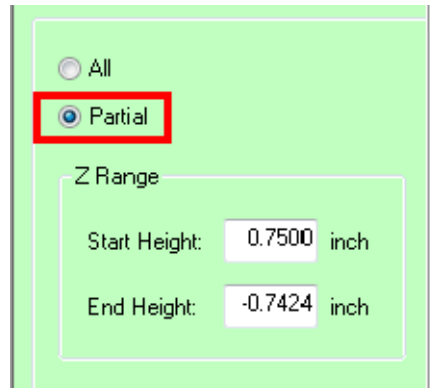 All
Partial
Z Range
Start Height: 0.7500 inch
End Height: -0.7424 inch